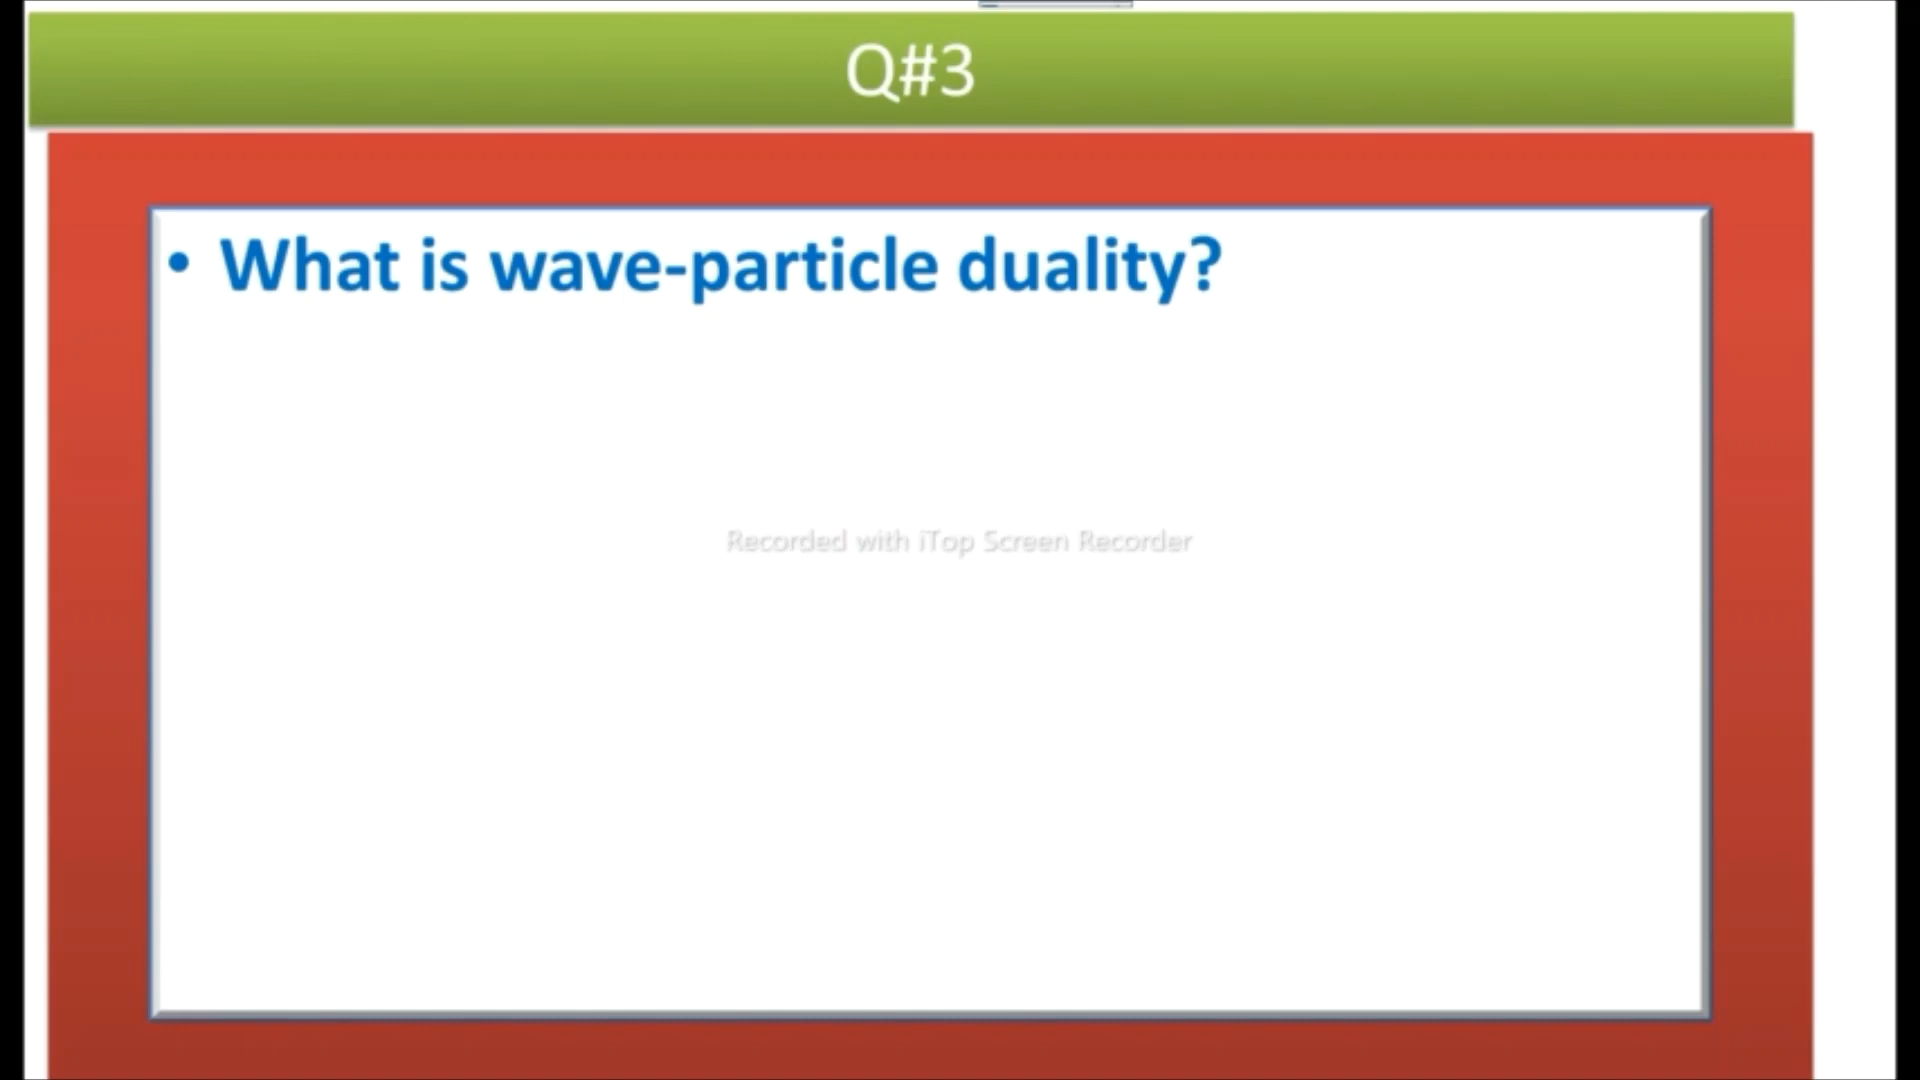 Q#3
• What is wave-particle duality?
Recorded with iTop Screen Recorder